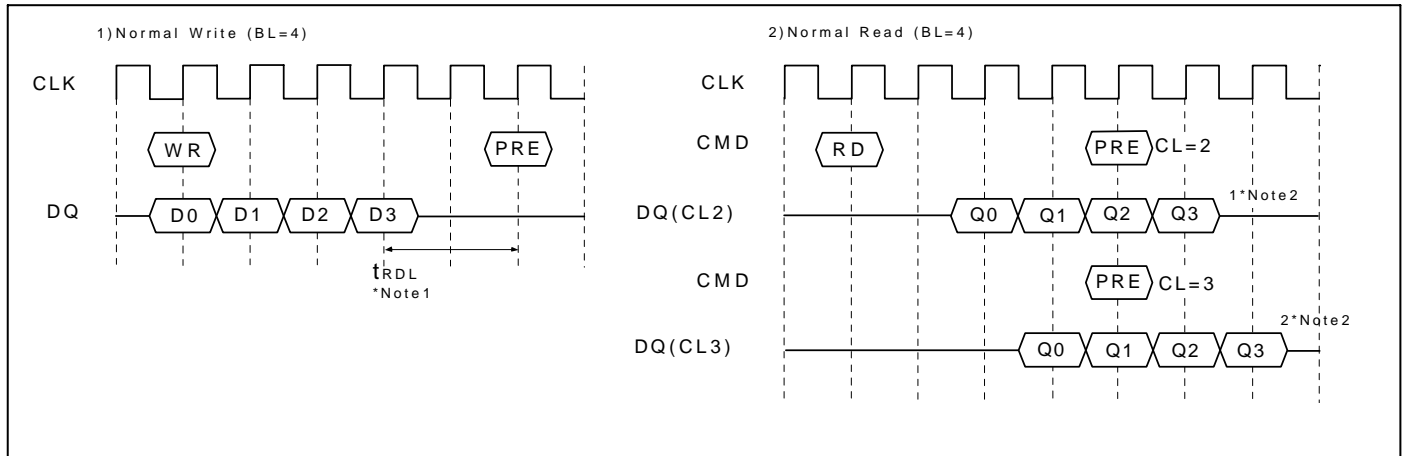 1)Normal Write (BL=4)
CLK
WR
PRE
DQ
D0 D1 D2 D3
tRDL
*Note1
2)Normal Read (BL=4)
CLK
CMD
RD
PRE CL=2
DQ(CL2)
Q0 Q1 Q2 Q3
1*Note2
CMD
PRE CL=3
2*Note2
DQ(CL3)
Q0 Q1 Q2 Q3